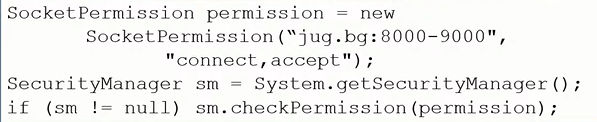 SocketPermission permission = new
SocketPermission(“jug.bg:8000-9000",
"connect,accept");
SecurityManager sm = System.getSecurityManager();
if (sm != null) sm.checkPermission(permission);